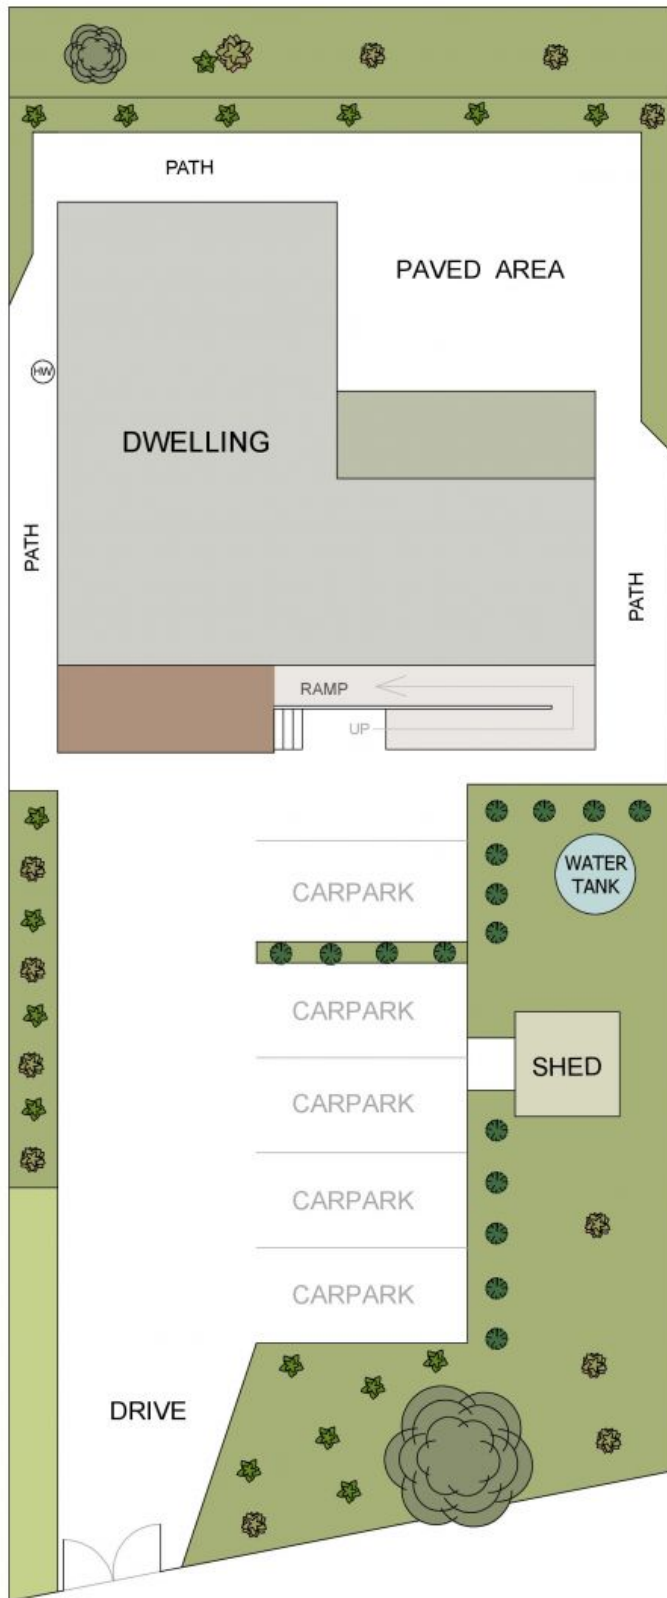 PATH
PAVED AREA
HW
DWELLING
PATH
PATH
RAMP
UP
WATER
TANK
CARPARK
CARPARK
SHED
CARPARK
CARPARK
CARPARK
DRIVE